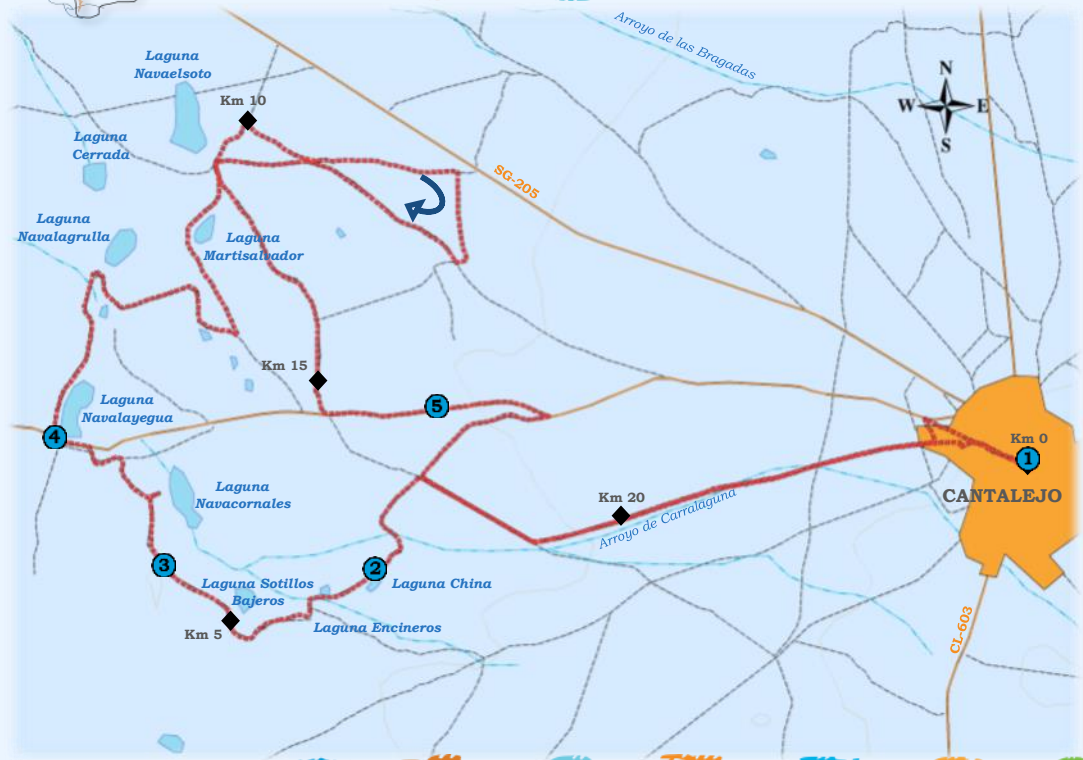 Arroyo de las Bragadas
Laguna
Navaelsoto
N
W E
S
Km 10
Laguna
Cerrada
SG-205
Laguna
Navalagrulla
Laguna
Martisalvador
Km 15
5
Laguna
Navalayegua
4
Km 0
1
CANTALEJO
Laguna
Navacornales
Km 20
Arroyo de Carralaguna
3
2
Laguna Sotillos
Bajeros
Laguna China
Km 5
Laguna Encineros
CL-603